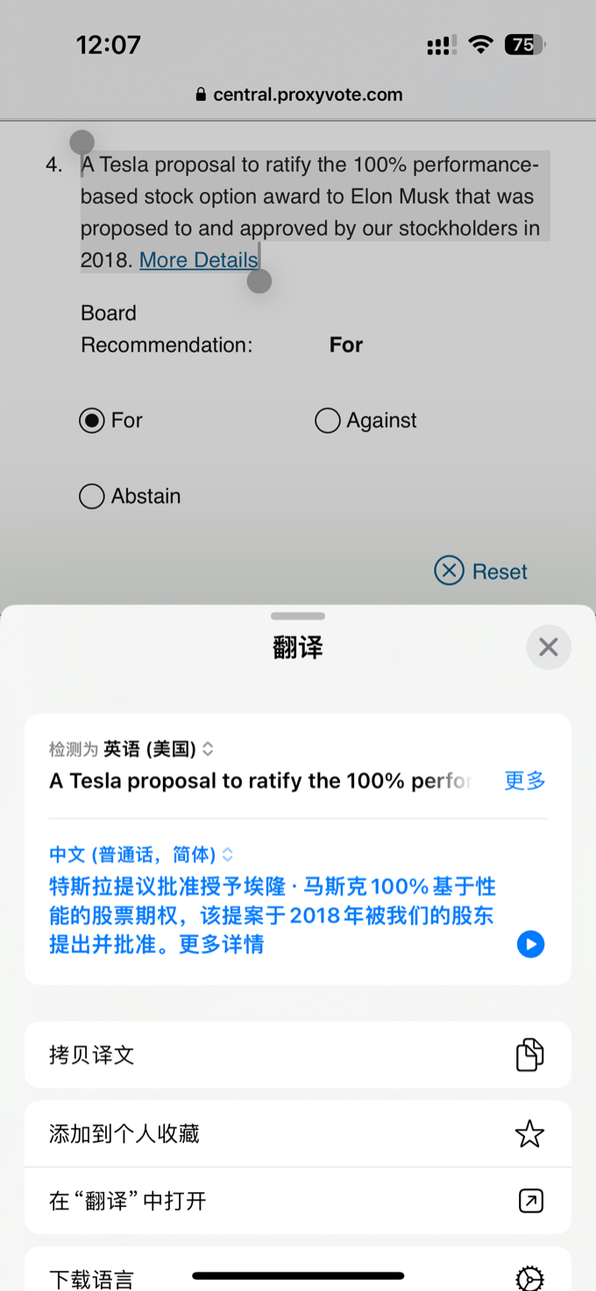 12:07
75
central.proxyvote.com
4. A Tesla proposal to ratify the 100% performance-
based stock option award to Elon Musk that was
proposed to and approved by our stockholders in
2018. More Details
Board
Recommendation: For
For Against
Abstain
Reset
翻译
检测为 英语 (美国)
A Tesla proposal to ratify the 100% perfor 更多
中文 (普通话，简体)
特斯拉提议批准授予埃隆 · 马斯克 100% 基于性
能的股票期权，该提案于 2018 年被我们的股东
提出并批准。更多详情
拷贝译文
添加到个人收藏
在“翻译”中打开
下载语言